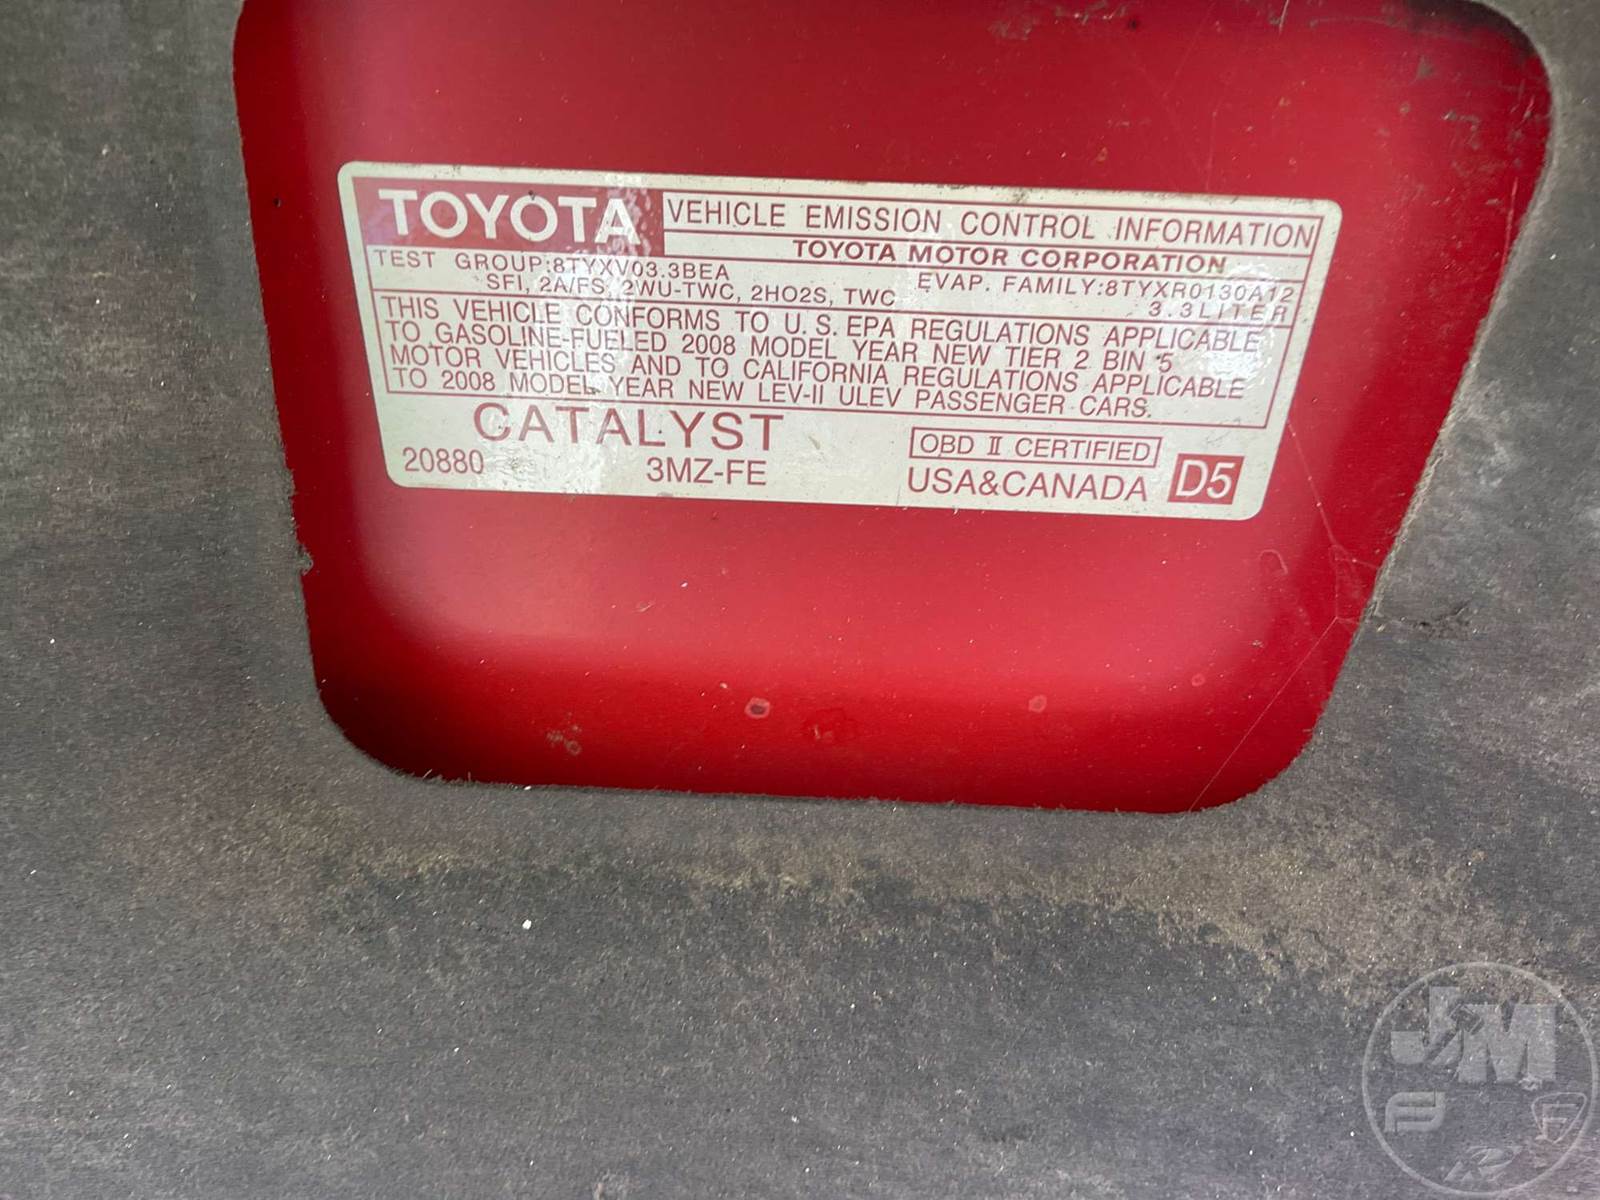 TOYOTA
VEHICLE EMISSION CONTROL INFORMATION
TOYOTA MOTOR CORPORATION
TEST GROUP:8TYXV03.3BEA
EVAP. FAMILY:8TYXR0130A12
SFI, 2A/FS, 2WU-TWC, 2HO2S, TWC
3.3LITER
THIS VEHICLE CONFORMS TO U.S.EPA REGULATIONS APPLICABLE
TO GASOLINE-FUELED 2008 MODEL YEAR NEW TIER 2 BIN 5
MOTOR VEHICLES AND TO CALIFORNIA REGULATIONS APPLICABLE
TO 2008 MODEL YEAR NEW LEV-II ULEV PASSENGER CARS.
CATALYST
OBD II CERTIFIED
20880
3MZ-FE
USA&CANADA
D5
J&M